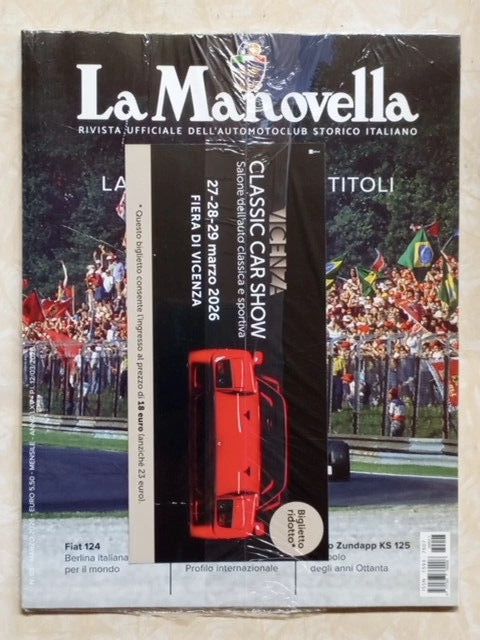 La Manovella
RIVISTA UFFICIALE DELL'AUTOMOTOCLUB STORICO ITALIANO
LA
TITOLI
VICENZA
CLASSIC CAR SHOW
Salone dell'auto classica e sportiva
27-28-29 marzo 2026
FIERA DI VICENZA
* Questo biglietto consente l'ingresso al prezzo di 18 euro (anziché 23 euro).
Biglietto
ridotto*
Fiat 124
Berlina italiana
per il mondo
Profilo internazionale
Zundapp KS 125
degli anni Ottanta
EURO 5,50
MENSILE